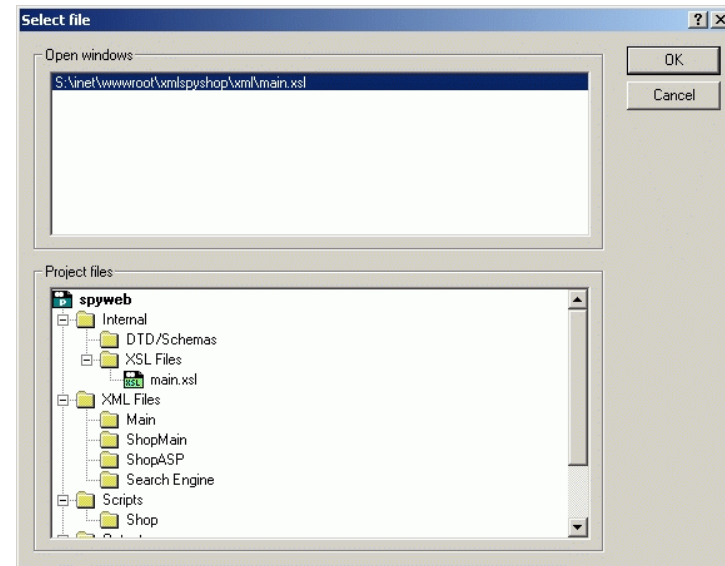 Select file
Open windows
OK
S:\inet\wwwroot\xmlspyshop\xml\main.xsl
Cancel
Project files
spyweb
Internal
DTD/Schemas
XSL Files
main.xsl
XML Files
Main
ShopMain
ShopASP
Search Engine
Scripts
Shop